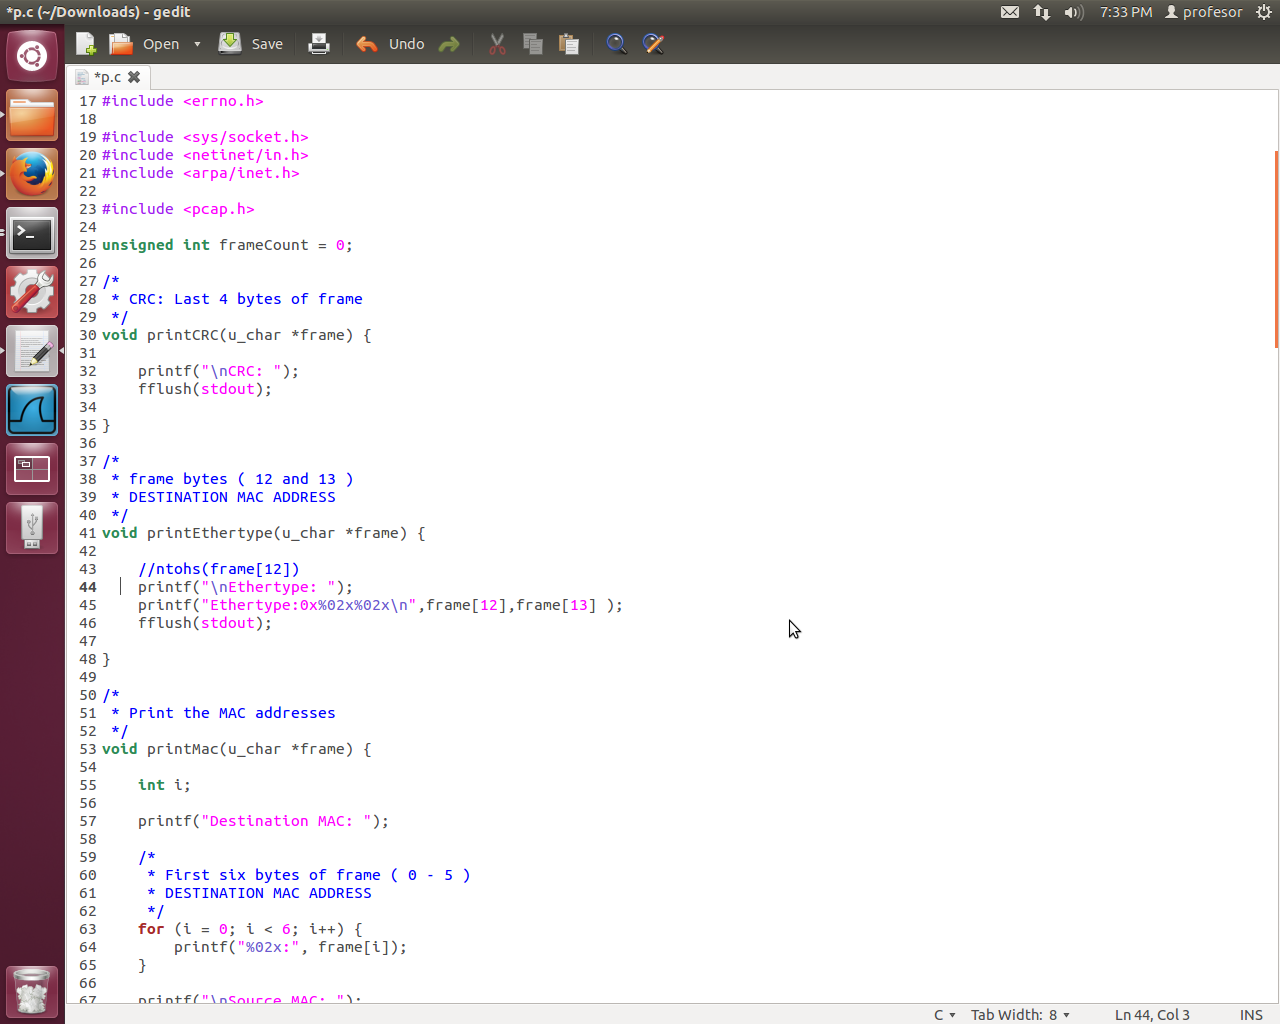 *p.c (~/Downloads) - gedit
7:33 PM
profesor
Open
Save
Undo
*p.c
17 #include <errno.h>
18
19 #include <sys/socket.h>
20 #include <netinet/in.h>
21 #include <arpa/inet.h>
22
23 #include <pcap.h>
24
25 unsigned int frameCount = 0;
26
27 /*
28  * CRC: Last 4 bytes of frame
29  */
30 void printCRC(u_char *frame) {
31
32     printf("\nCRC: ");
33     fflush(stdout);
34
35 }
36
37 /*
38  * frame bytes ( 12 and 13 )
39  * DESTINATION MAC ADDRESS
40  */
41 void printEthertype(u_char *frame) {
42
43     //ntohs(frame[12])
44     printf("\nEthertype: ");
45     printf("Ethertype:0x%02x%02x\n",frame[12],frame[13] );
46     fflush(stdout);
47
48 }
49
50 /*
51  * Print the MAC addresses
52  */
53 void printMac(u_char *frame) {
54
55     int i;
56
57     printf("Destination MAC: ");
58
59     /*
60      * First six bytes of frame ( 0 - 5 )
61      * DESTINATION MAC ADDRESS
62      */
63     for (i = 0; i < 6; i++) {
64         printf("%02x:", frame[i]);
65     }
66
67     printf("\nSource MAC: ");
C
Tab Width: 8
Ln 44, Col 3
INS